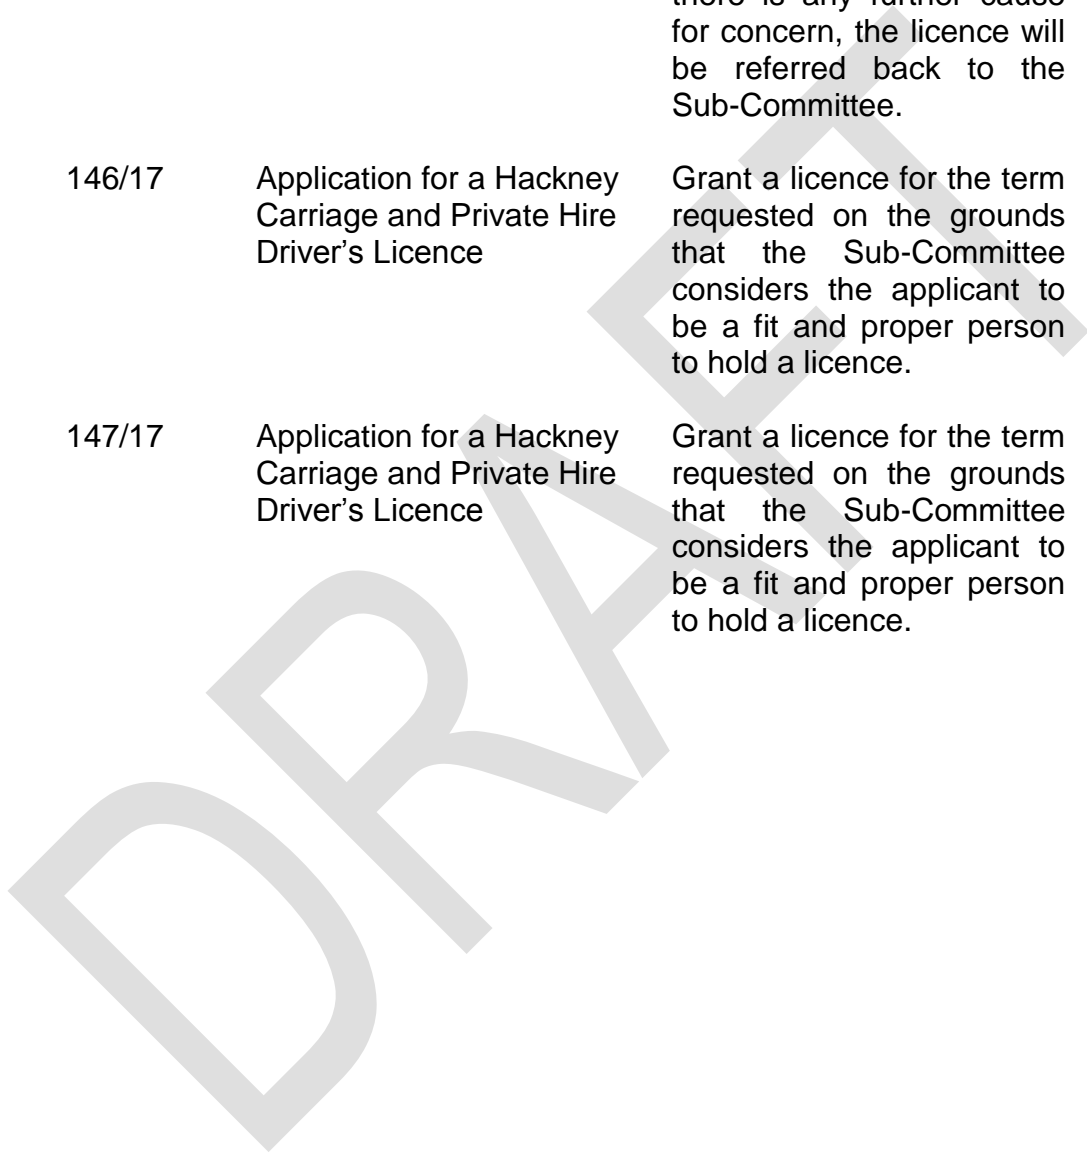 there is any further cause
for concern, the licence will
be referred back to the
Sub-Committee.
146/17 Application for a Hackney Grant a licence for the term
Carriage and Private Hire requested on the grounds
Driver's Licence that the Sub-Committee
considers the applicant to
be a fit and proper person
to hold a licence.
147/17 Application for a Hackney Grant a licence for the term
Carriage and Private Hire requested on the grounds
Driver's Licence that the Sub-Committee
considers the applicant to
be a fit and proper person
to hold a licence.
DRAFT